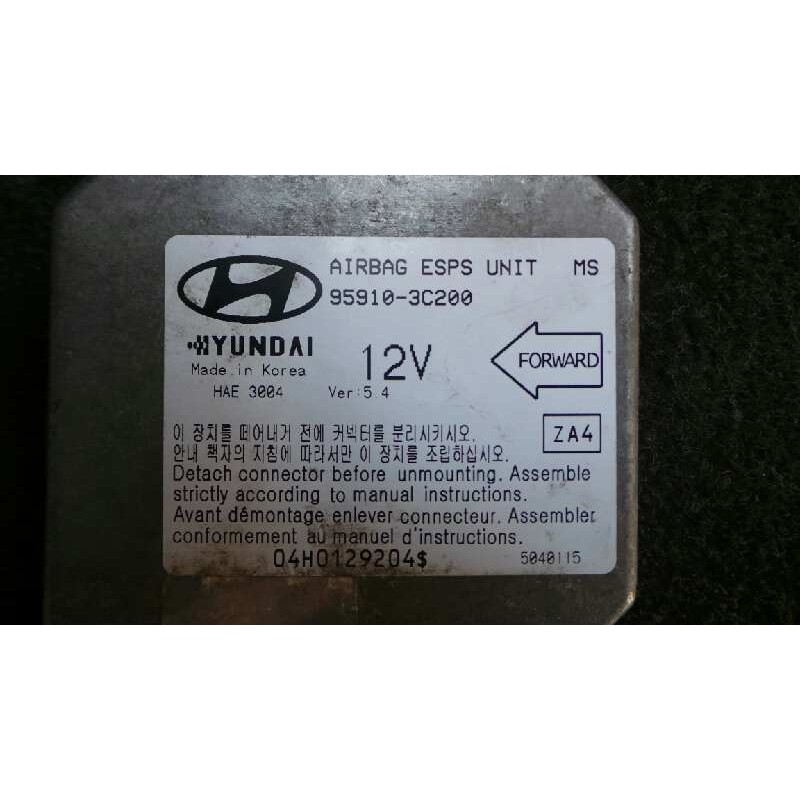 AIRBAG ESPS UNIT MS
95910-3C200
HYUNDAI
12V
FORWARD
Made in Korea
HAE 3004
Ver:5.4
ZA4
이 장치를 떼어내기 전에 커넥터를 분리시키시오.
안내 책자의 지침에 따라서만 이 장치를 조립하십시오.
Detach connector before unmounting. Assemble
strictly according to manual instructions.
Avant démontage enlever connecteur. Assembler
conformement au manuel d'instructions.
04H0129204$
5040115